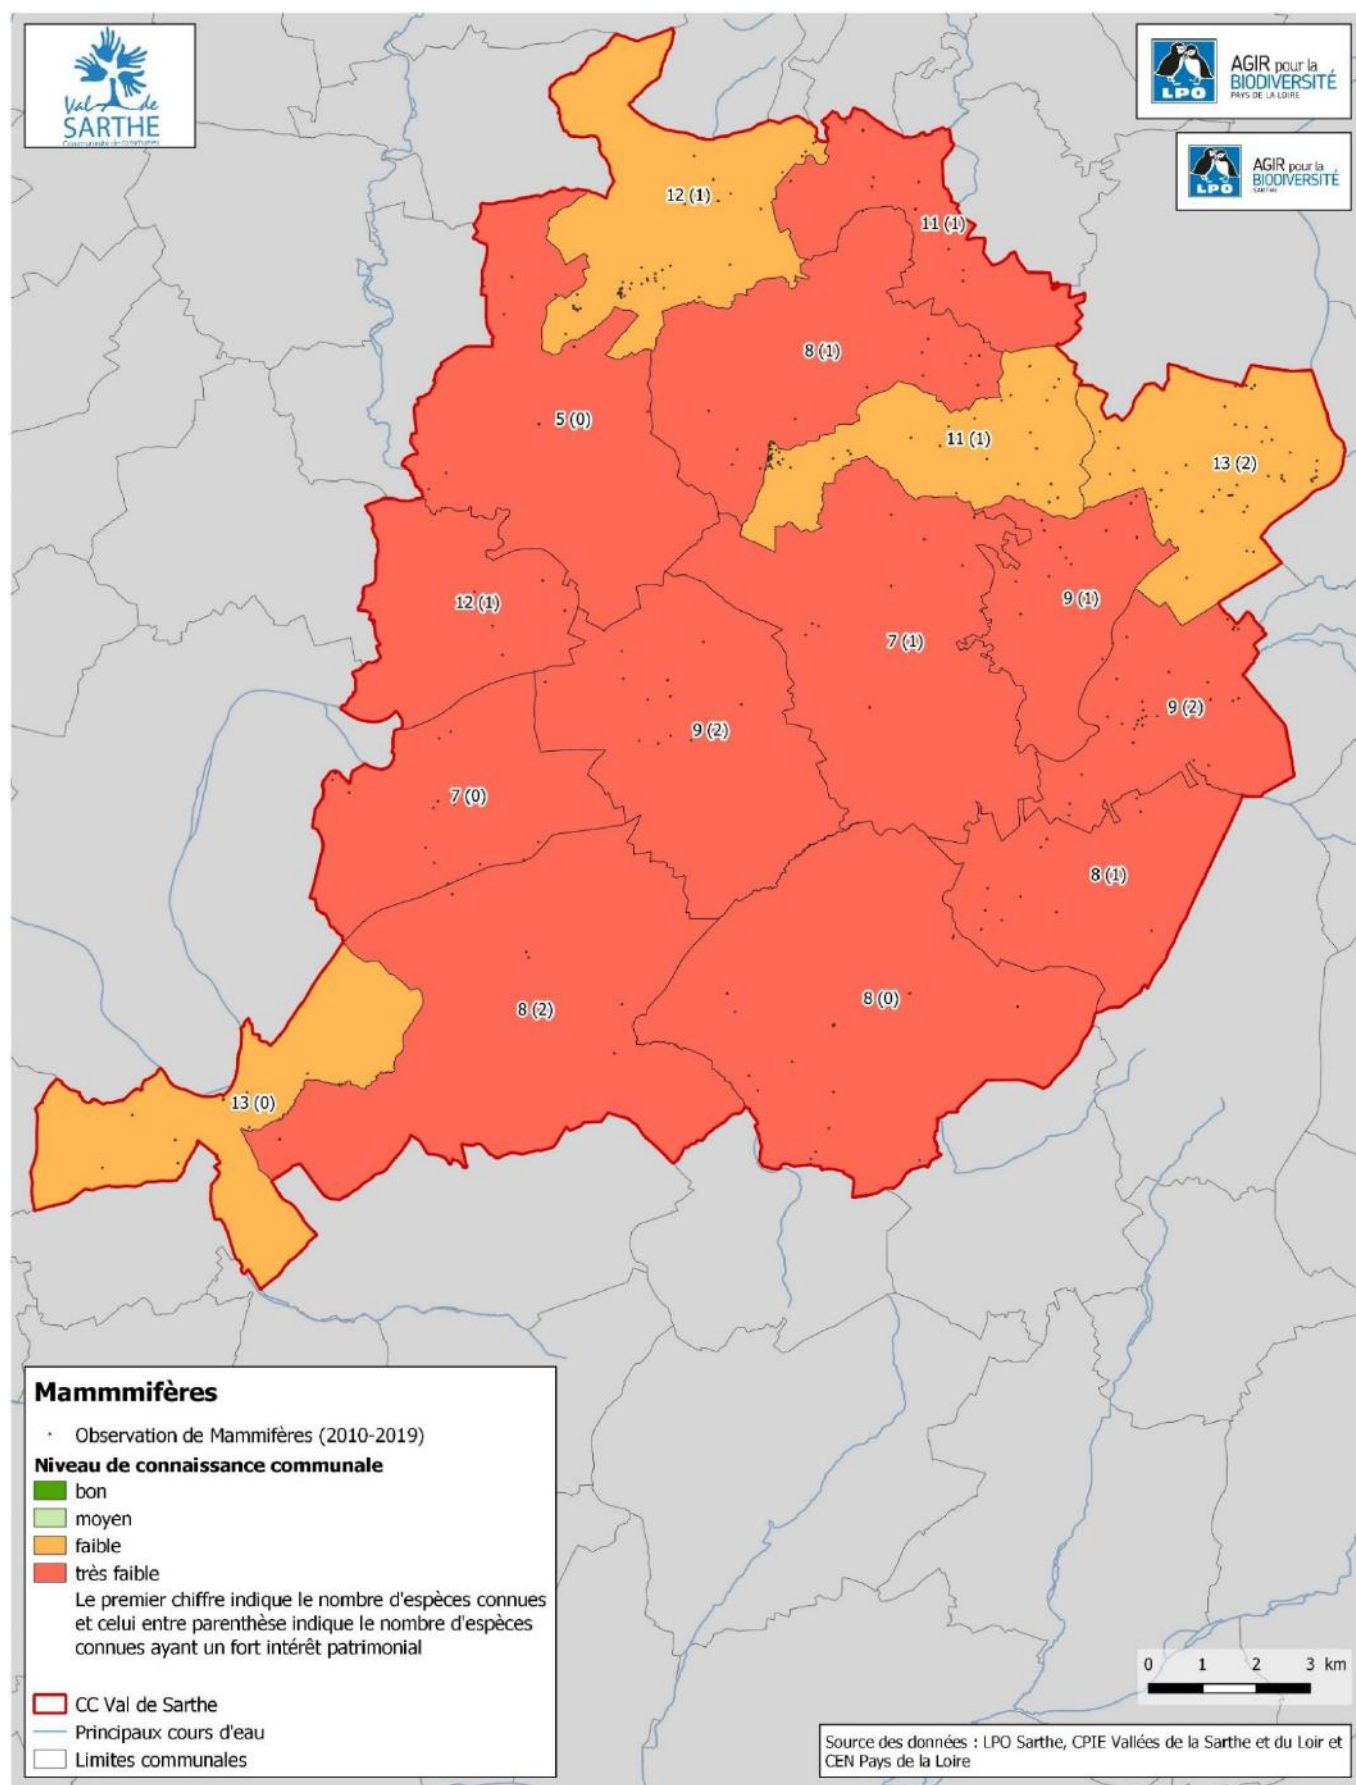 Val de
SARTHE
Communauté de communes
LPO
AGIR pour la
BIODIVERSITÉ
PAYS DE LA LOIRE
LPO
AGIR pour la
BIODIVERSITÉ
SARTHE
12 (1)
11 (1)
8 (1)
5 (0)
11 (1)
13 (2)
12 (1)
9 (1)
7 (1)
9 (2)
9 (2)
7 (0)
8 (1)
8 (2)
8 (0)
13 (0)
Mammmifères
Observation de Mammifères (2010-2019)
Niveau de connaissance communale
bon
moyen
faible
très faible
Le premier chiffre indique le nombre d'espèces connues
et celui entre parenthèse indique le nombre d'espèces
connues ayant un fort intérêt patrimonial
CC Val de Sarthe
Principaux cours d'eau
Limites communales
0 1 2 3 km
Source des données : LPO Sarthe, CPIE Vallées de la Sarthe et du Loir et
CEN Pays de la Loire